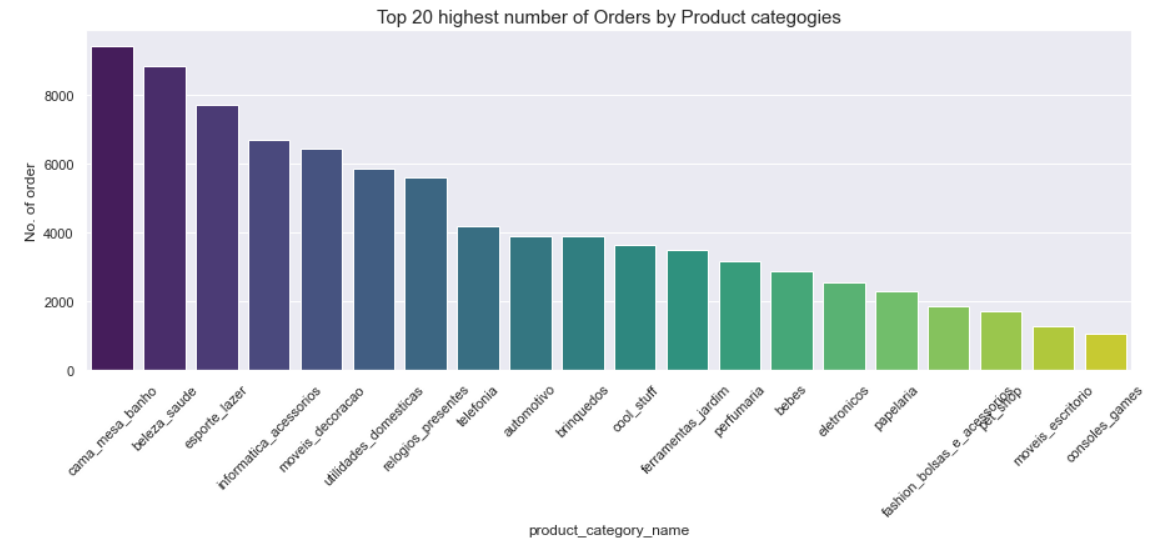 Top 20 highest number of Orders by Product categogies
No. of order
8000
6000
4000
2000
0
cama_mesa_banho
beleza_saude
esporte_lazer
informatica_acessorios
moveis_decoracao
utilidades_domesticas
relogios_presentes
telefonia
automotivo
brinquedos
cool_stuff
ferramentas_jardim
perfumaria
bebes
eletronicos
papelaria
fashion_bolsas_e_acessorios
pet_shop
moveis_escritorio
consoles_games
product_category_name